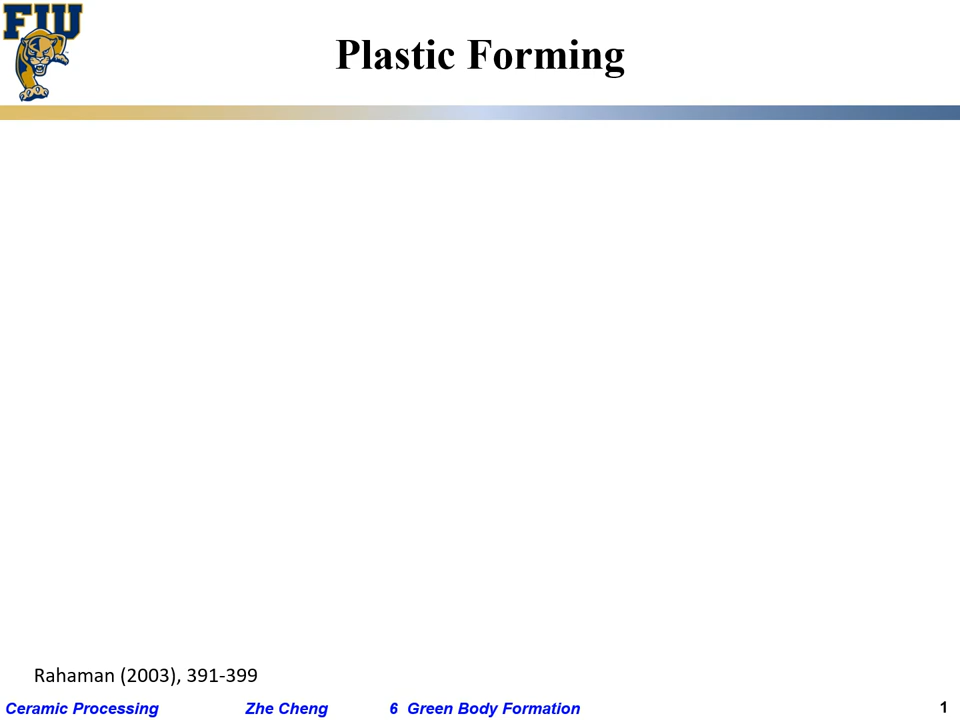 FIU
Plastic Forming
Rahaman (2003), 391-399
Ceramic Processing Zhe Cheng 6 Green Body Formation 1